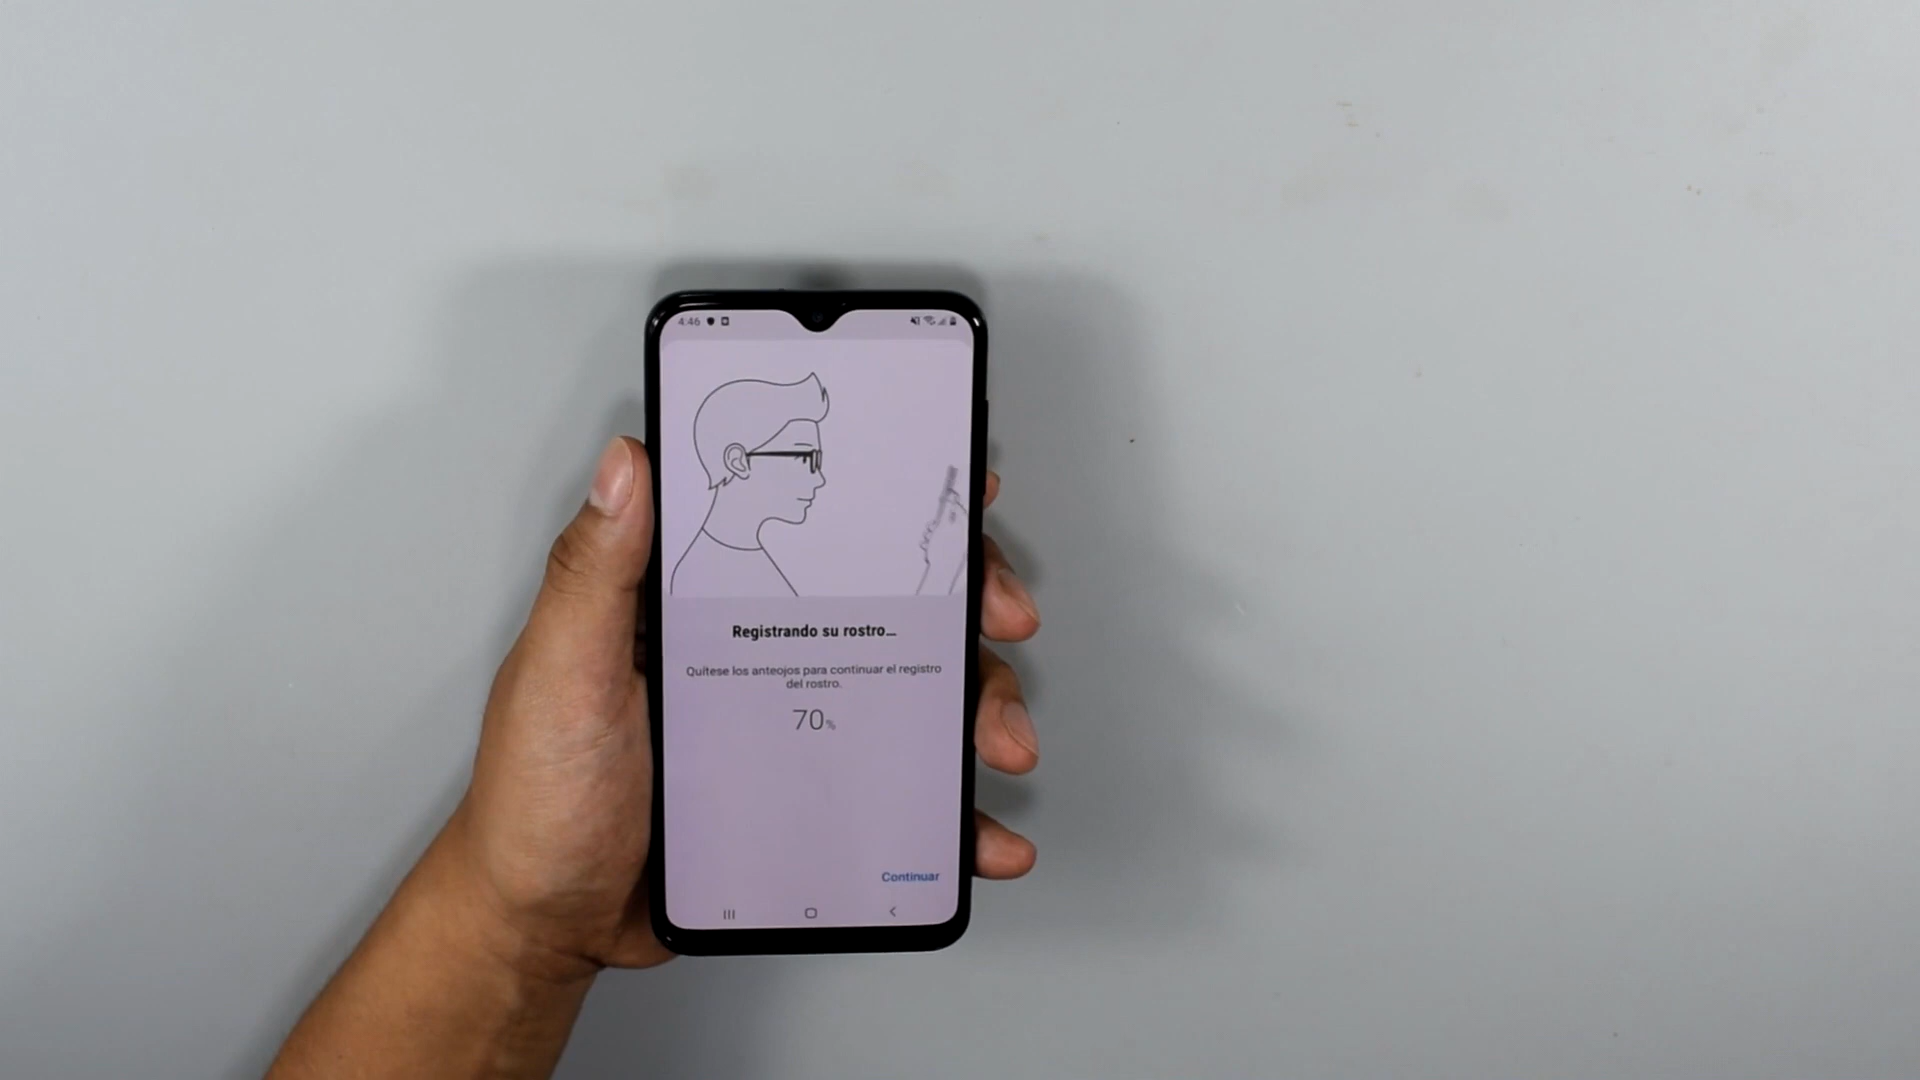 4:46
Registrando su rostro...
Quítese los anteojos para continuar el registro
del rostro.
70%
Continuar